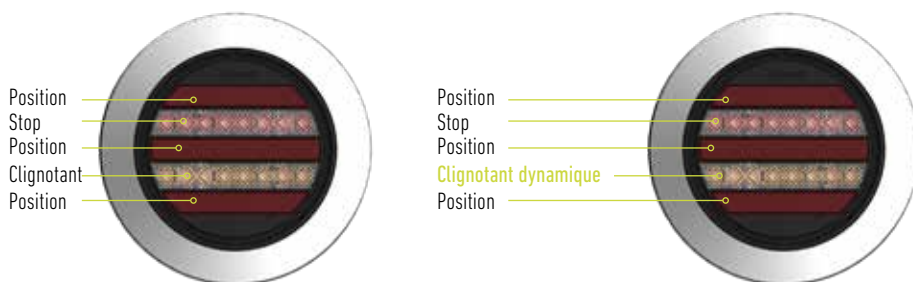 Position
Stop
Position
Clignotant
Position
Position
Stop
Position
Clignotant dynamique
Position